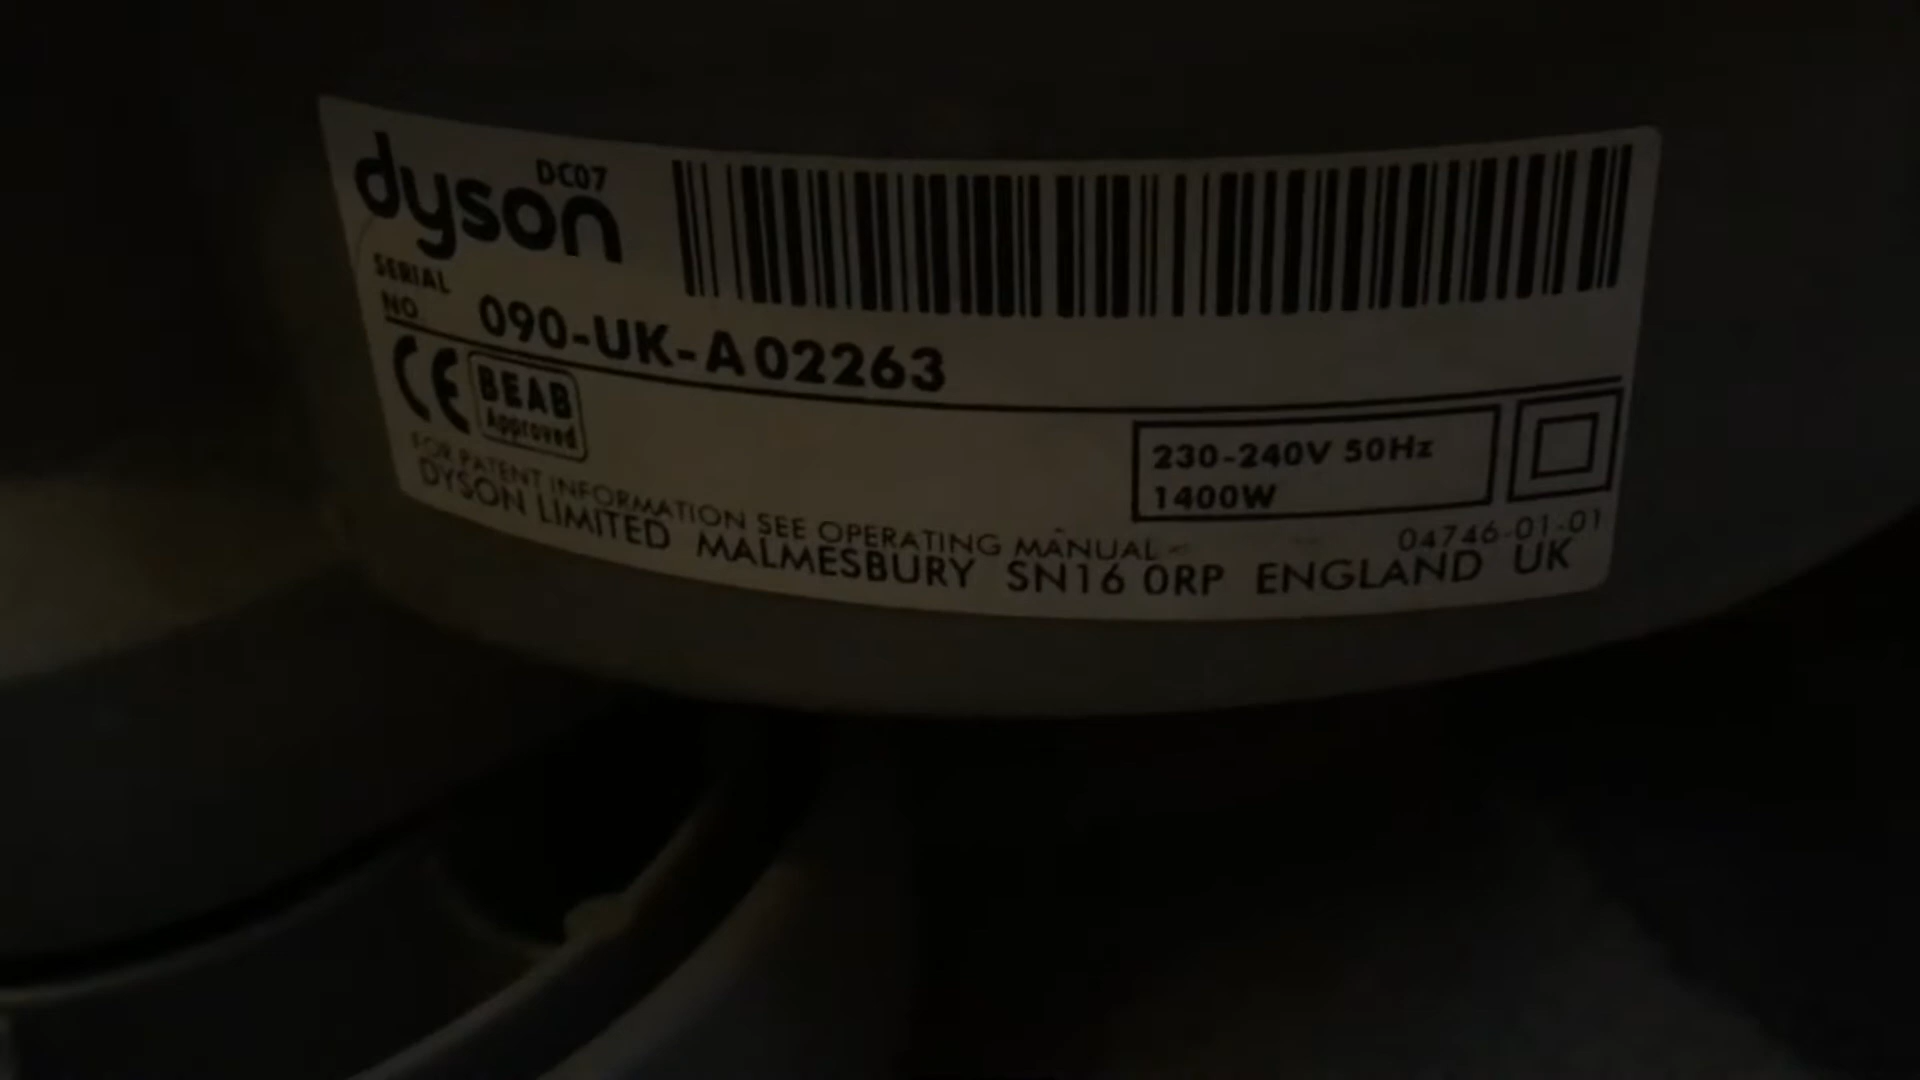 DC07
dyson
SERIAL
NO. 090-UK-A02263
CE BEAB
Approved
230-240V 50Hz
1400W
FOR PATENT INFORMATION SEE OPERATING MANUAL
04746-01-01
DYSON LIMITED MALMESBURY SN16 0RP ENGLAND UK